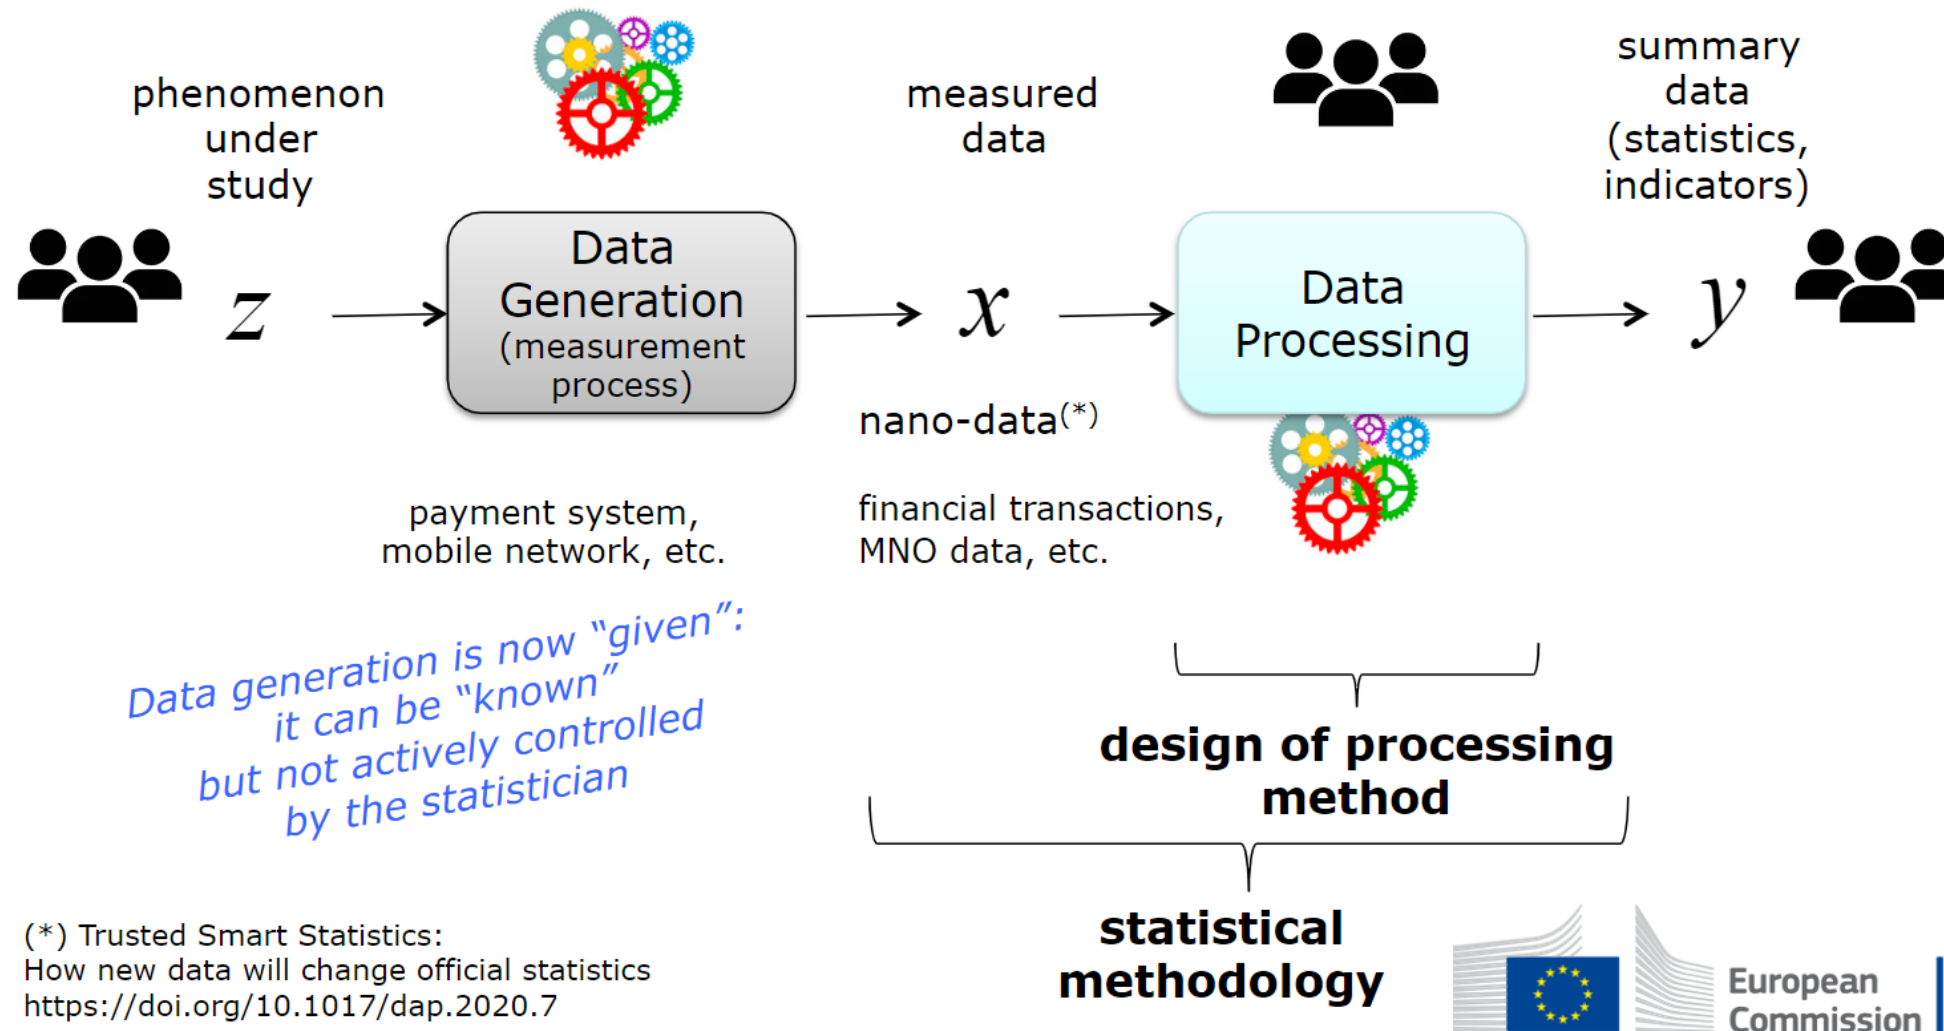 phenomenon
under
study
measured
data
summary
data
(statistics,
indicators)
z
Data
Generation
(measurement
process)
x
Data
Processing
y
nano-data(*)
payment system,
mobile network, etc.
financial transactions,
MNO data, etc.
Data generation is now “given”:
it can be “known”
but not actively controlled
by the statistician
design of processing
method
statistical
methodology
(*) Trusted Smart Statistics:
How new data will change official statistics
https://doi.org/10.1017/dap.2020.7
European
Commission